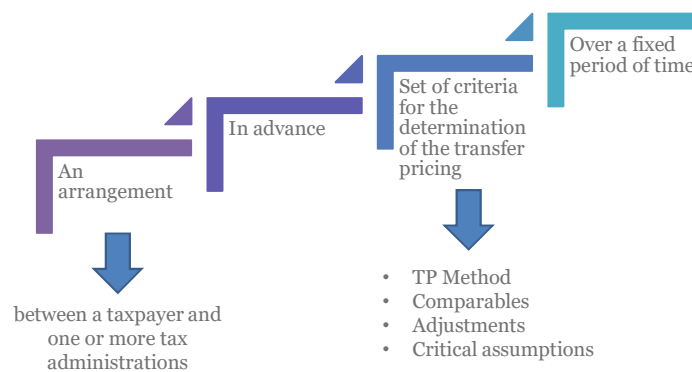 An
arrangement
between a taxpayer and
one or more tax
administrations
In advance
Set of criteria
for the
determination
of the transfer
pricing
• TP Method
• Comparables
• Adjustments
• Critical assumptions
Over a fixed
period of time